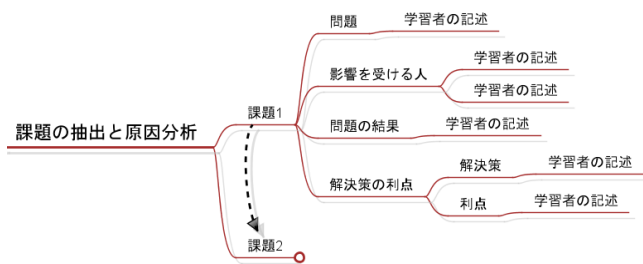 課題の抽出と原因分析
課題1
問題
学習者の記述
影響を受ける人
学習者の記述
学習者の記述
問題の結果
学習者の記述
解決策の利点
解決策
学習者の記述
利点
学習者の記述
課題2